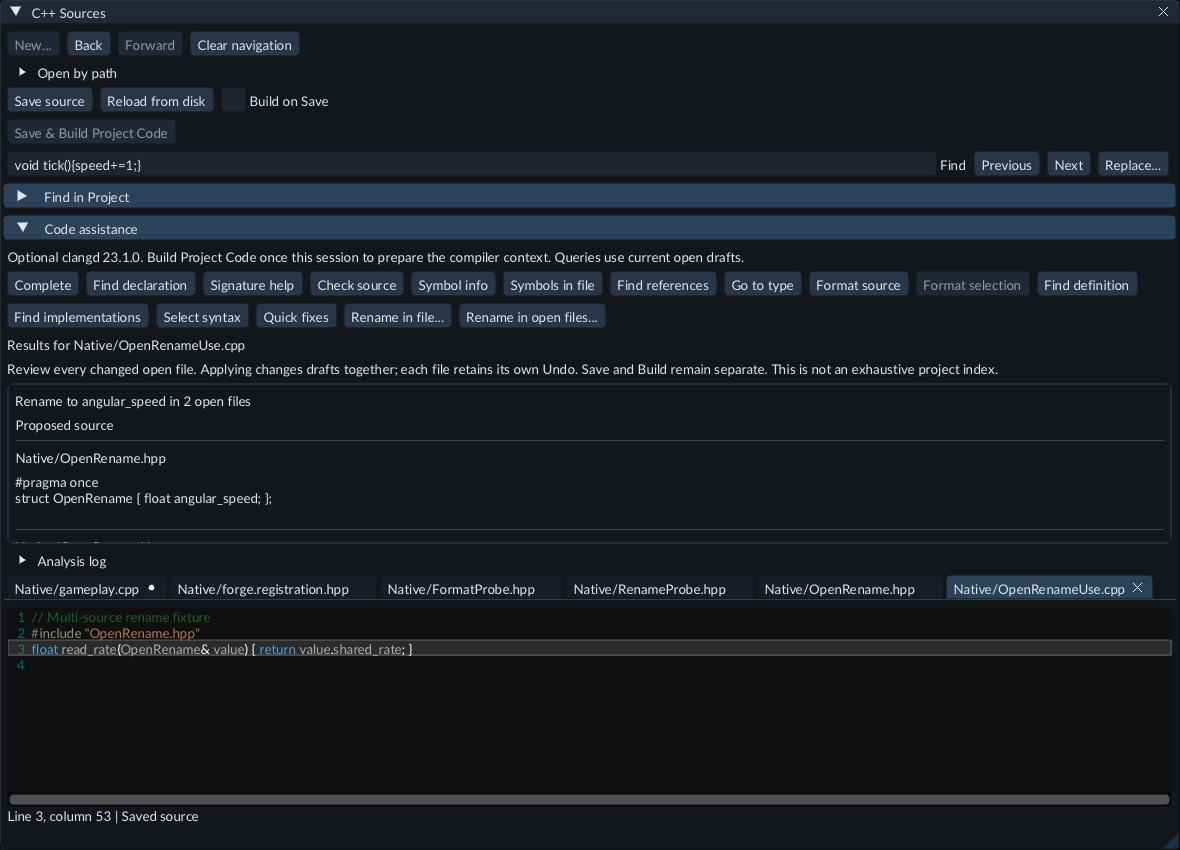 C++ Sources
New... Back Forward Clear navigation
Open by path
Save source Reload from disk Build on Save
Save & Build Project Code
void tick(){speed+=1;} Find Previous Next Replace...
Find in Project
Code assistance
Optional clangd 23.1.0. Build Project Code once this session to prepare the compiler context. Queries use current open drafts.
Complete Find declaration Signature help Check source Symbol info Symbols in file Find references Go to type Format source Format selection Find definition
Find implementations Select syntax Quick fixes Rename in file... Rename in open files...
Results for Native/OpenRenameUse.cpp
Review every changed open file. Applying changes drafts together; each file retains its own Undo. Save and Build remain separate. This is not an exhaustive project index.
Rename to angular_speed in 2 open files
Proposed source
Native/OpenRename.hpp
#pragma once
struct OpenRename { float angular_speed; };
Analysis log
Native/gameplay.cpp Native/forge.registration.hpp Native/FormatProbe.hpp Native/RenameProbe.hpp Native/OpenRename.hpp Native/OpenRenameUse.cpp
1 // Multi-source rename fixture
2 #include "OpenRename.hpp"
3 float read_rate(OpenRename& value) { return value.shared_rate; }
4
Line 3, column 53 | Saved source